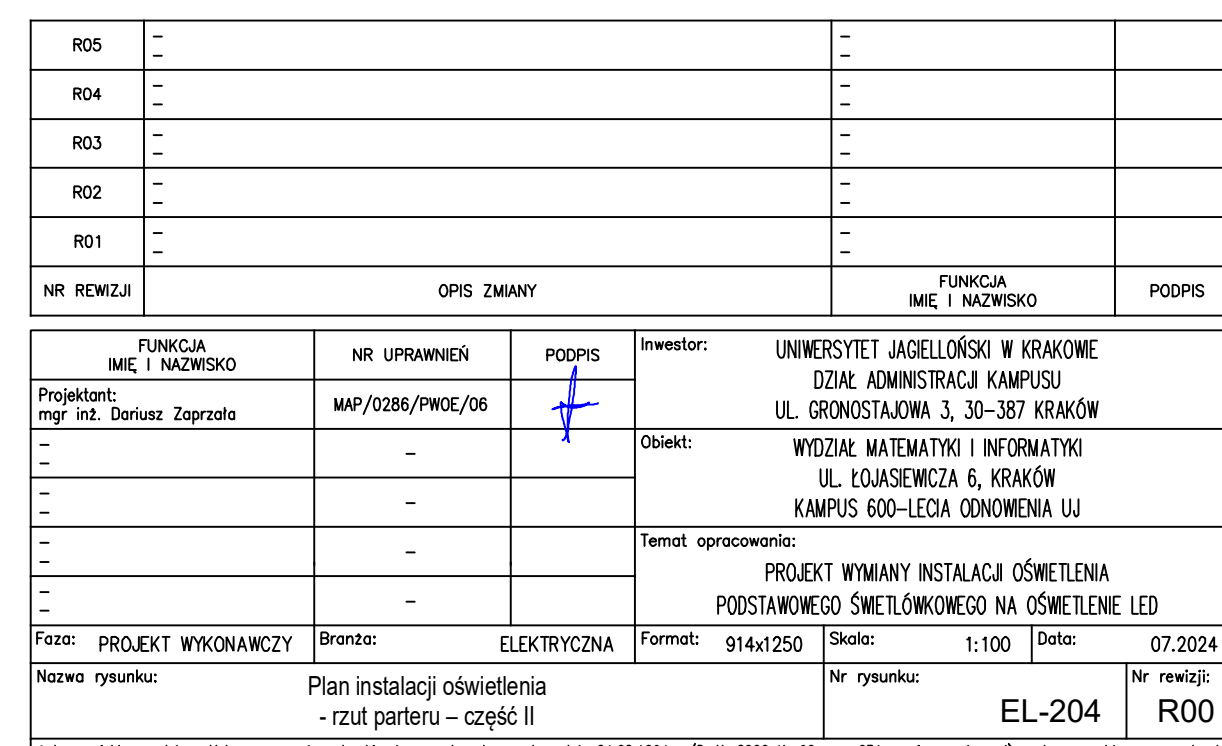 R05 - -
- -
R04 - -
- -
R03 - -
- -
R02 - -
- -
R01 - -
- -
NR REWIZJI OPIS ZMIANY FUNKCJA
IMIĘ I NAZWISKO PODPIS
FUNKCJA
IMIĘ I NAZWISKO NR UPRAWNIEŃ PODPIS
Projektant:
mgr inż. Dariusz Zaprzała MAP/0286/PWOE/06
-
- -
-
- -
-
- -
-
- -
Inwestor: UNIWERSYTET JAGIELLOŃSKI W KRAKOWIE
DZIAŁ ADMINISTRACJI KAMPUSU
UL. GRONOSTAJOWA 3, 30-387 KRAKÓW
Obiekt: WYDZIAŁ MATEMATYKI I INFORMATYKI
UL. ŁOJASIEWICZA 6, KRAKÓW
KAMPUS 600-LECIA ODNOWIENIA UJ
Temat opracowania:
PROJEKT WYMIANY INSTALACJI OŚWIETLENIA
PODSTAWOWEGO ŚWIETLÓWKOWEGO NA OŚWIETLENIE LED
Faza: PROJEKT WYKONAWCZY Branża: ELEKTRYCZNA Format: 914x1250 Skala: 1:100 Data: 07.2024
Nazwa rysunku: Plan instalacji oświetlenia
- rzut parteru – część II
Nr rysunku: EL-204
Nr rewizji: R00